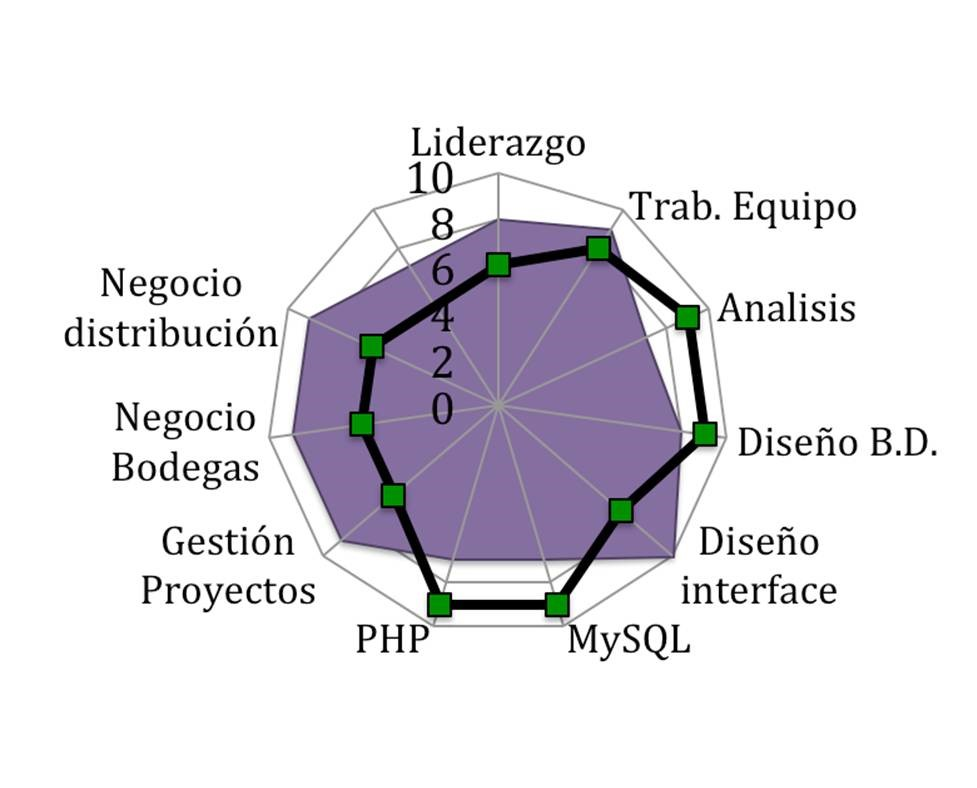 Liderazgo
10
8
6
4
2
0
Trab. Equipo
Analisis
Diseño B.D.
Diseño
interface
MySQL
PHP
Gestión
Proyectos
Negocio
Bodegas
Negocio
distribución